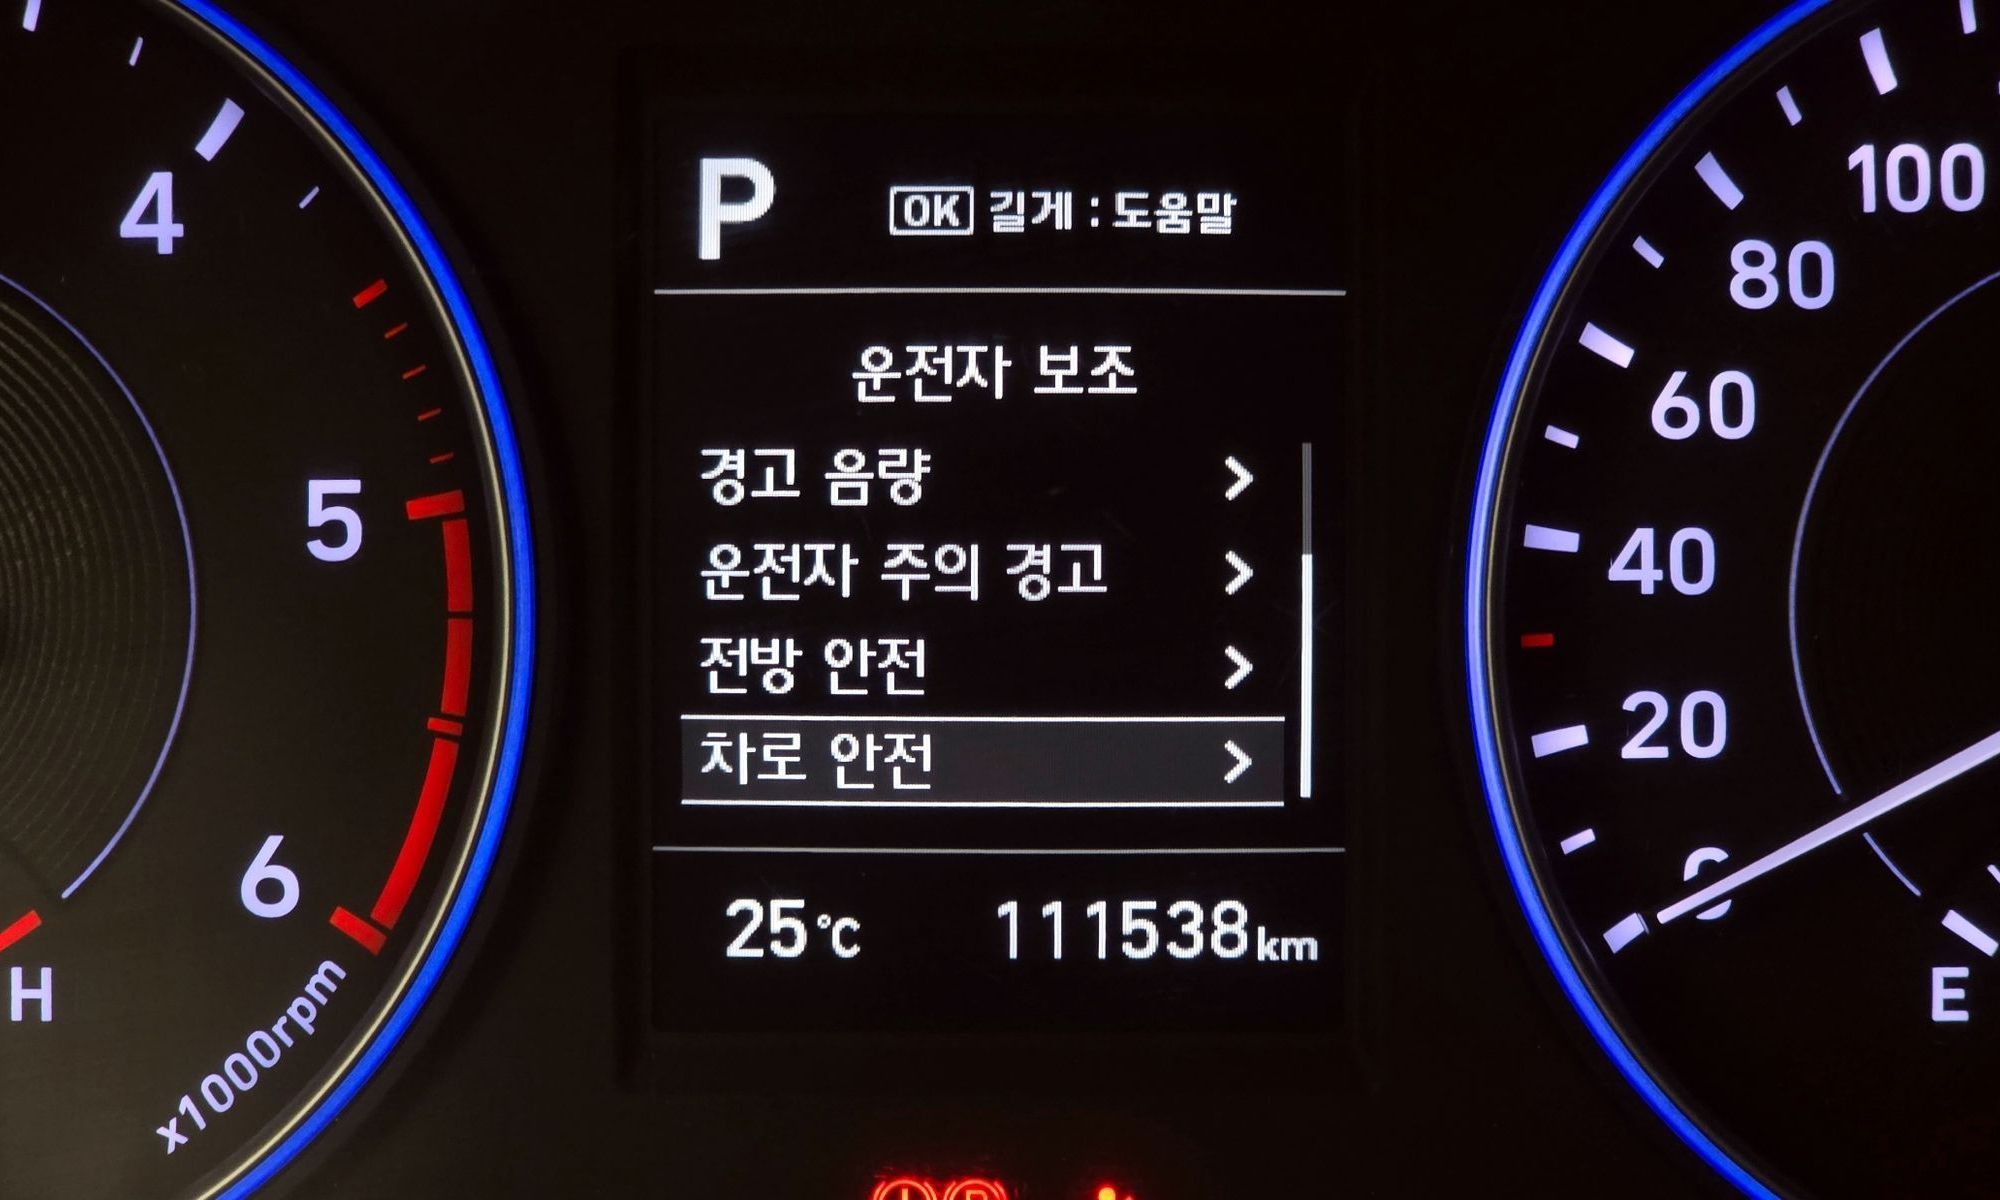 4
5
6
H
x1000rpm
P
OK 길게 : 도움말
운전자 보조
경고 음량 >
운전자 주의 경고 >
전방 안전 >
차로 안전 >
25°C 111538km
100
80
60
40
20
0
E